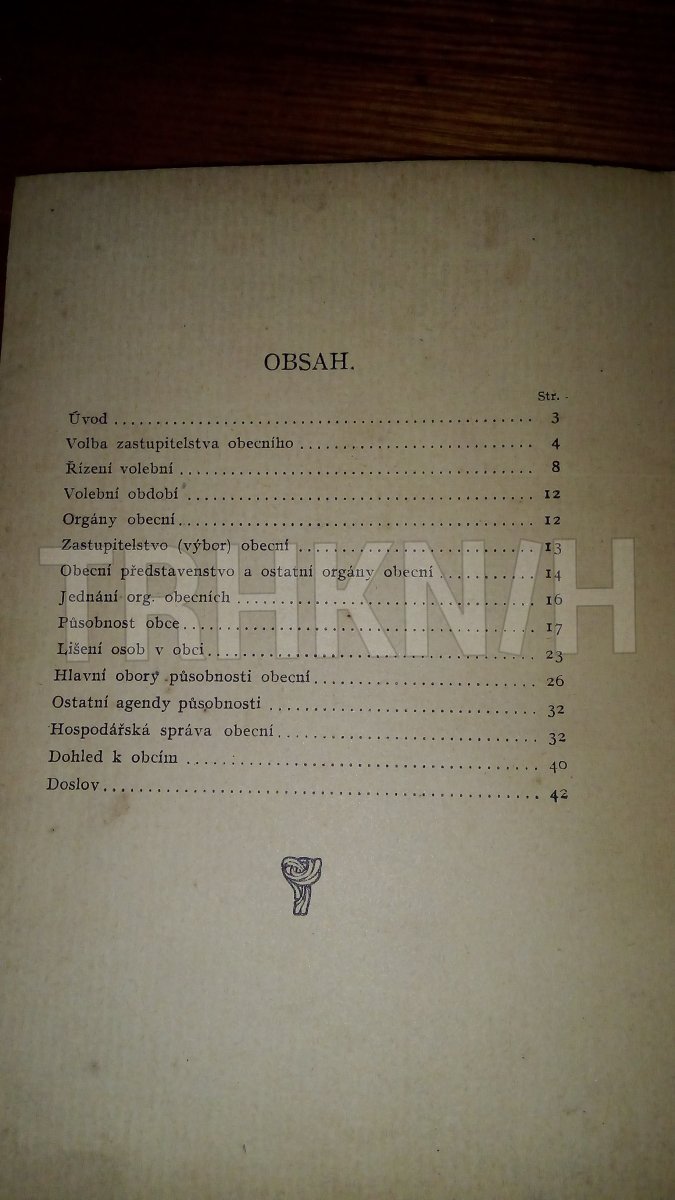 OBSAH.
Str.
Úvod ................................................ 3
Volba zastupitelstva obecního ........................... 4
Řízení volební ........................................ 8
Volební období ....................................... 12
Orgány obecní........................................ 12
Zastupitelstvo (výbor) obecní ........................... 13
Obecní představenstvo a ostatní orgány obecní ........... 14
Jednání org. obecních .................................. 16
Působnost obce........................................ 17
Lišení osob v obci..................................... 23
Hlavní obory působnosti obecní.......................... 26
Ostatní agendy působnosti ............................... 32
Hospodářská správa obecní.............................. 32
Dohled k obcím ........................................ 40
Doslov................................................ 42
TRHKNIH